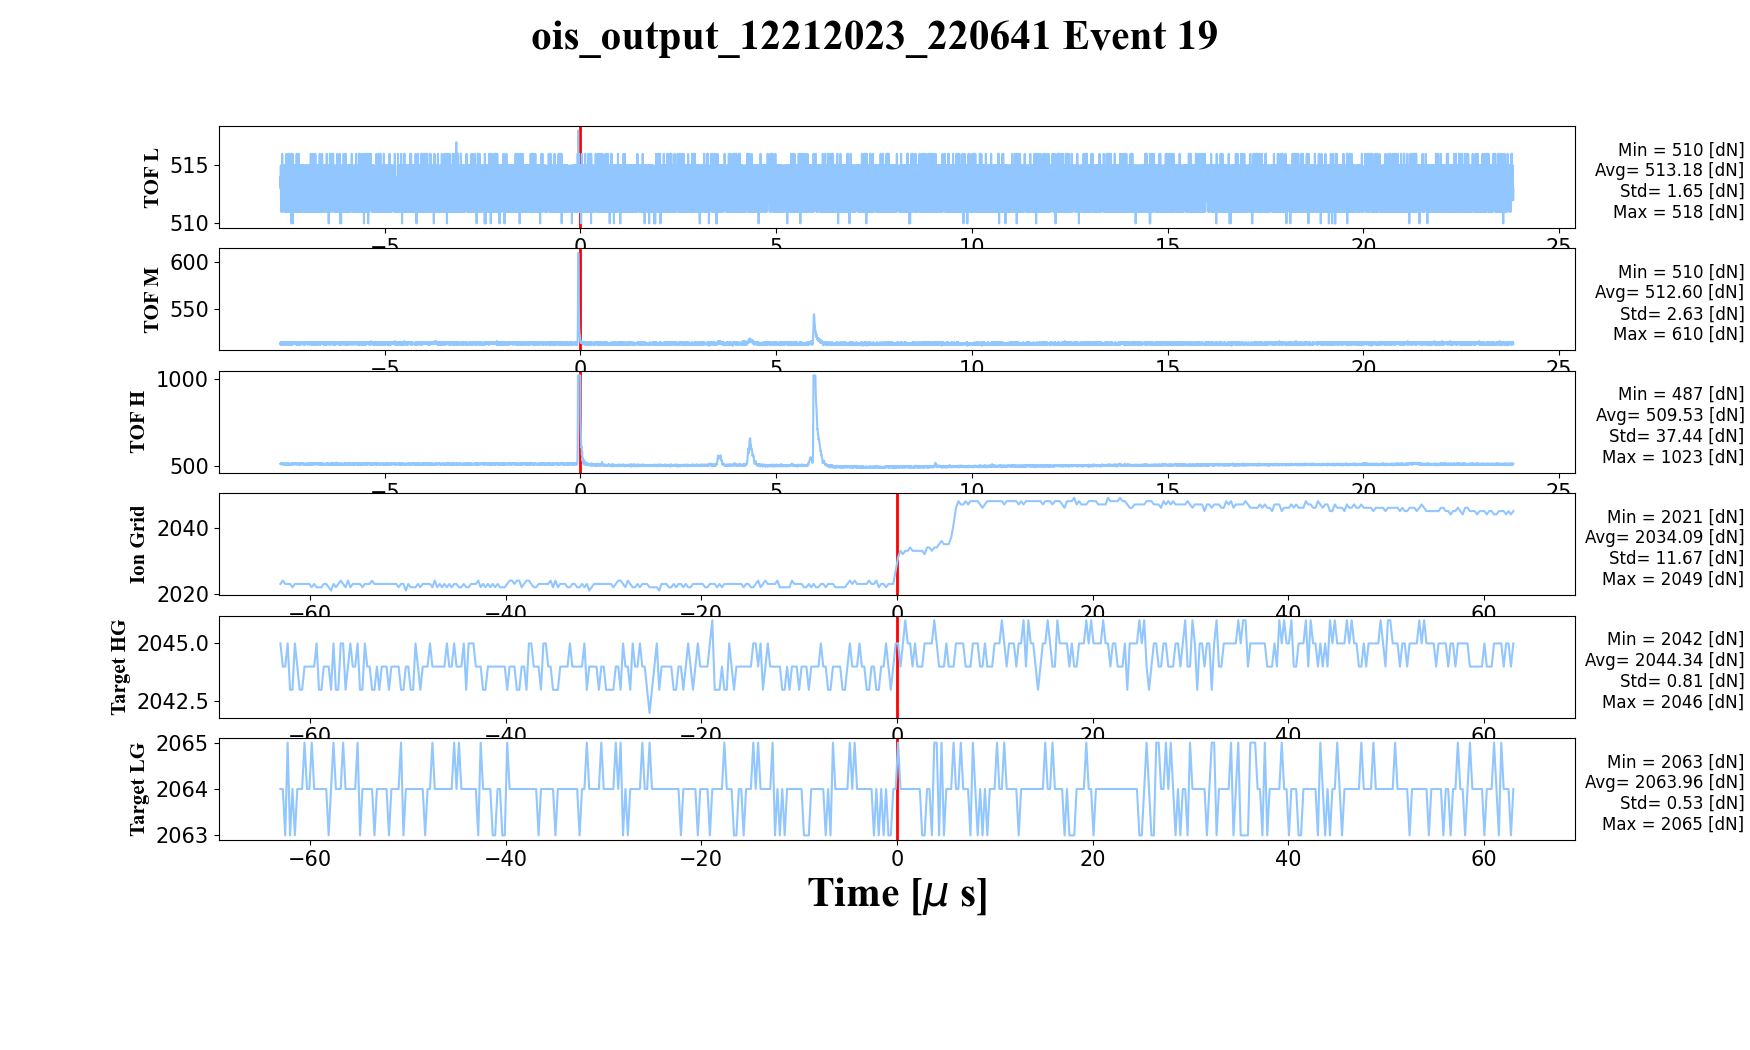 ois_output_12212023_220641 Event 19
TOF L
515
510
−5 0 5 10 15 20 25
Min = 510 [dN]
Avg= 513.18 [dN]
Std= 1.65 [dN]
Max = 518 [dN]
TOF M
600
550
−5 0 5 10 15 20 25
Min = 510 [dN]
Avg= 512.60 [dN]
Std= 2.63 [dN]
Max = 610 [dN]
TOF H
1000
500
−5 0 5 10 15 20 25
Min = 487 [dN]
Avg= 509.53 [dN]
Std= 37.44 [dN]
Max = 1023 [dN]
Ion Grid
2040
2020
−60 −40 −20 0 20 40 60
Min = 2021 [dN]
Avg= 2034.09 [dN]
Std= 11.67 [dN]
Max = 2049 [dN]
Target HG
2045.0
2042.5
−60 −40 −20 0 20 40 60
Min = 2042 [dN]
Avg= 2044.34 [dN]
Std= 0.81 [dN]
Max = 2046 [dN]
Target LG
2065
2064
2063
−60 −40 −20 0 20 40 60
Min = 2063 [dN]
Avg= 2063.96 [dN]
Std= 0.53 [dN]
Max = 2065 [dN]
Time [μ s]